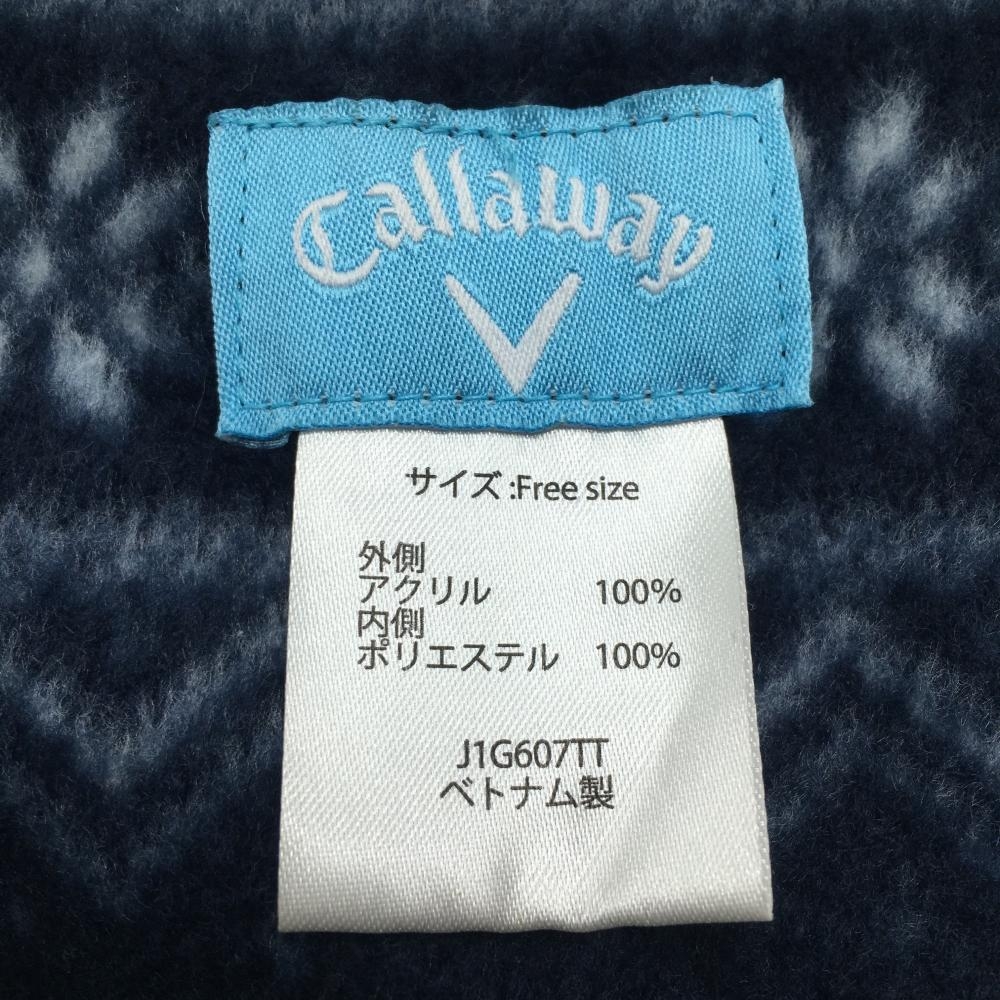 Callaway
サイズ :Free size
外側
アクリル 100%
内側
ポリエステル 100%
J1G607TT
ベトナム製